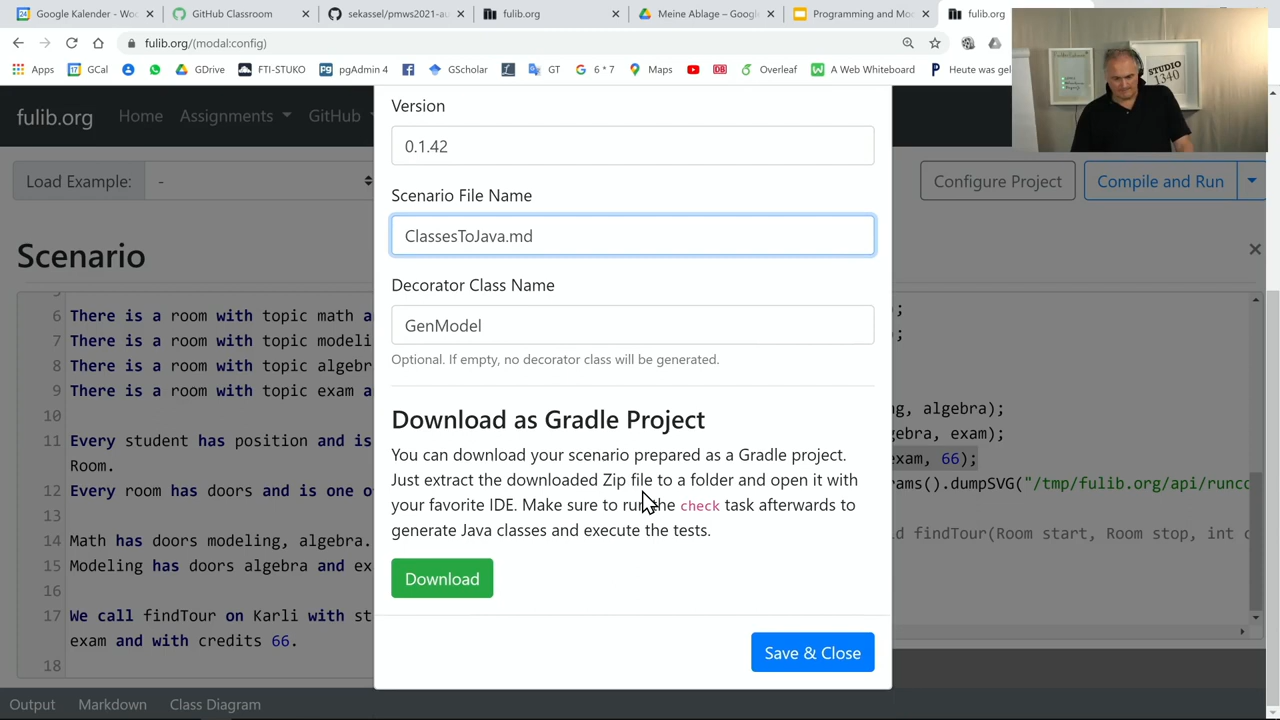 Google Kalender - Woc
GitHub Classroom
sekassel/pmws2021-au
fulib.org
Meine Ablage – Google
Programming and Mod
fulib.org
fulib.org/(modal:config)
Apps
GCal
GDrive
FTI-STUKO
pgAdmin 4
GScholar
GT
6 * 7
Maps
Overleaf
A Web Whiteboard
Heute was gel
STUDIO
1340
fulib.org
Home
Assignments
GitHub
Load Example:
-
Configure Project
Compile and Run
Version
0.1.42
Scenario File Name
ClassesToJava.md
Decorator Class Name
GenModel
Optional. If empty, no decorator class will be generated.
Download as Gradle Project
You can download your scenario prepared as a Gradle project.
Just extract the downloaded Zip file to a folder and open it with
your favorite IDE. Make sure to run the check task afterwards to
generate Java classes and execute the tests.
Download
Save & Close
Scenario
6 There is a room with topic math a
7 There is a room with topic modeli
8 There is a room with topic algebr
9 There is a room with topic exam a
10
11 Every student has position and is
Room.
12 Every room has doors and is one o
13
14 Math has doors modeling, algebra.
15 Modeling has doors algebra and ex
16
17 We call findTour on Karli with st
exam and with credits 66.
18
);
);
ng, algebra);
gebra, exam);
exam, 66);
rams().dumpSVG("/tmp/fulib.org/api/runco
d findTour(Room start, Room stop, int c
Output
Markdown
Class Diagram